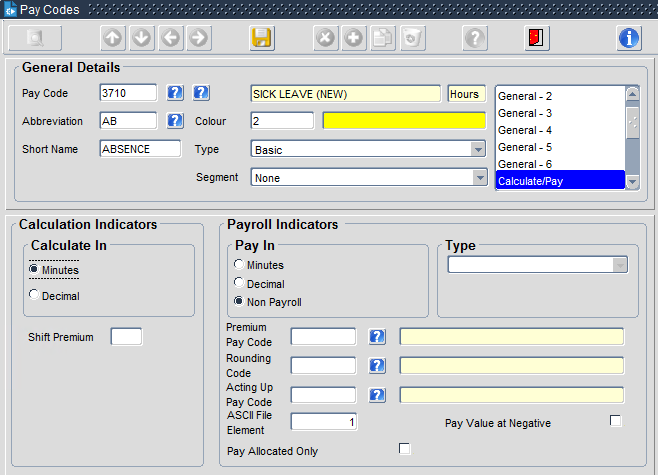 Pay Codes
General Details
Pay Code 3710 SICK LEAVE (NEW) Hours
Abbreviation AB Colour 2
Short Name ABSENCE Type Basic
Segment None
General - 2
General - 3
General - 4
General - 5
General - 6
Calculate/Pay
Calculation Indicators
Calculate In
Minutes
Decimal
Shift Premium
Payroll Indicators
Pay In
Minutes
Decimal
Non Payroll
Type
Premium
Pay Code
Rounding
Code
Acting Up
Pay Code
ASCII File
Element 1
Pay Value at Negative
Pay Allocated Only